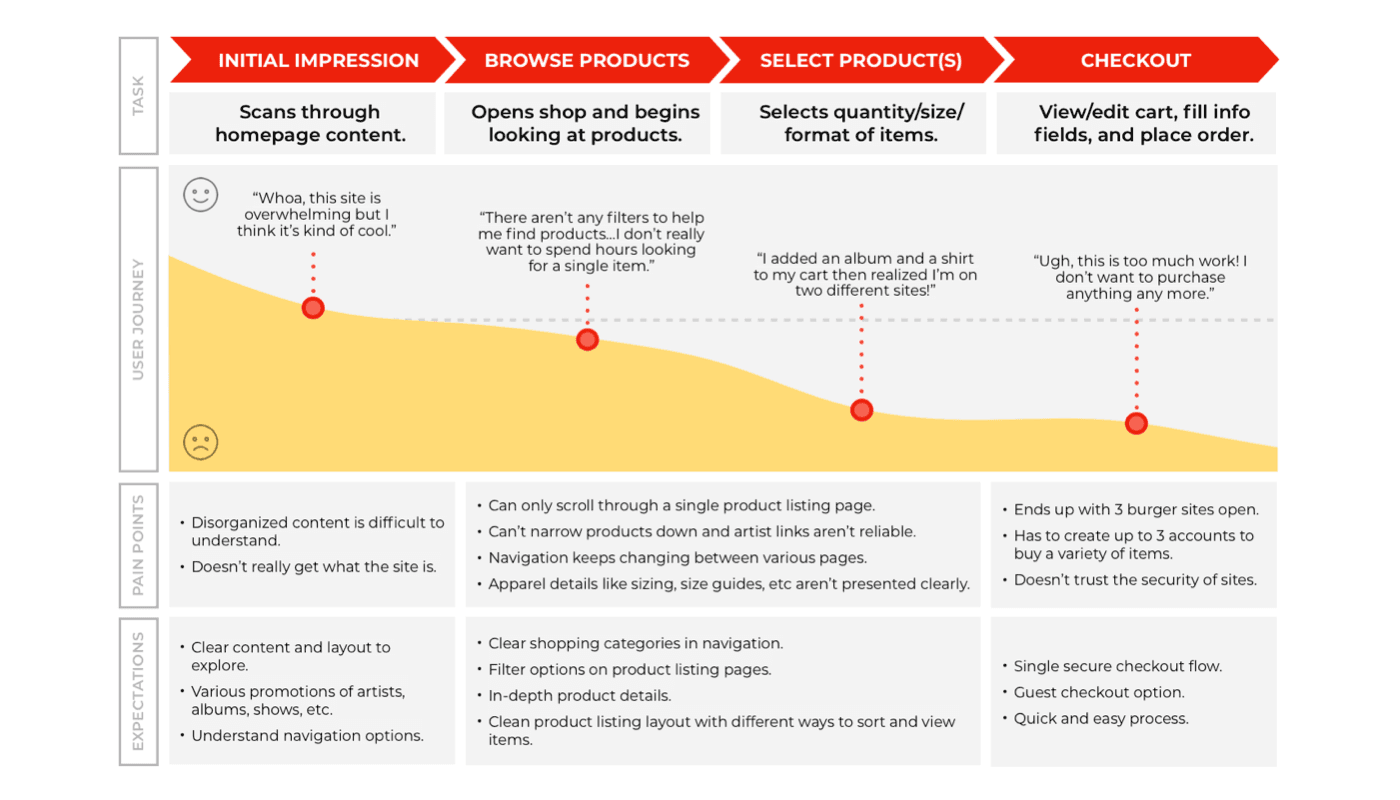 TASK
INITIAL IMPRESSION
BROWSE PRODUCTS
SELECT PRODUCT(S)
CHECKOUT
Scans through
homepage content.
Opens shop and begins
looking at products.
Selects quantity/size/
format of items.
View/edit cart, fill info
fields, and place order.
USER JOURNEY
“Whoa, this site is
overwhelming but I
think it’s kind of cool.”
“There aren’t any filters to help
me find products...I don’t really
want to spend hours looking
for a single item.”
“I added an album and a shirt
to my cart then realized I’m on
two different sites!”
“Ugh, this is too much work! I
don’t want to purchase
anything any more.”
PAIN POINTS
• Disorganized content is difficult to
understand.
• Doesn’t really get what the site is.
• Can only scroll through a single product listing page.
• Can’t narrow products down and artist links aren’t reliable.
• Navigation keeps changing between various pages.
• Apparel details like sizing, size guides, etc aren’t presented clearly.
• Ends up with 3 burger sites open.
• Has to create up to 3 accounts to
buy a variety of items.
• Doesn’t trust the security of sites.
EXPECTATIONS
• Clear content and layout to
explore.
• Various promotions of artists,
albums, shows, etc.
• Understand navigation options.
• Clear shopping categories in navigation.
• Filter options on product listing pages.
• In-depth product details.
• Clean product listing layout with different ways to sort and view
items.
• Single secure checkout flow.
• Guest checkout option.
• Quick and easy process.